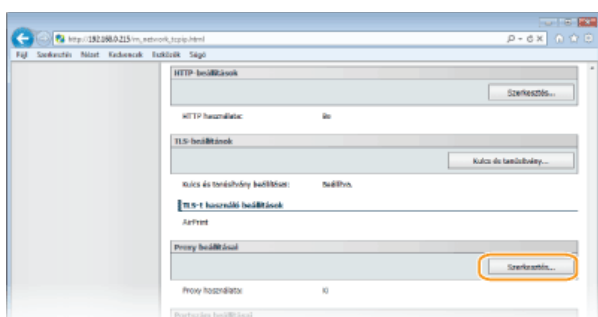 http://192.168.0.215/m_network_tcpip.html
Fájl Szerkesztés Nézet Kedvencek Eszközök Súgó
HTTP-beállítások
Szerkesztés...
HTTP használata: Be
TLS-beállítások
Kulcs és tanúsítvány...
Kulcs és tanúsítvány beállításai: Beállítva.
TLS-t használó beállítások
AirPrint
Proxy beállításai
Szerkesztés...
Proxy használata: Ki